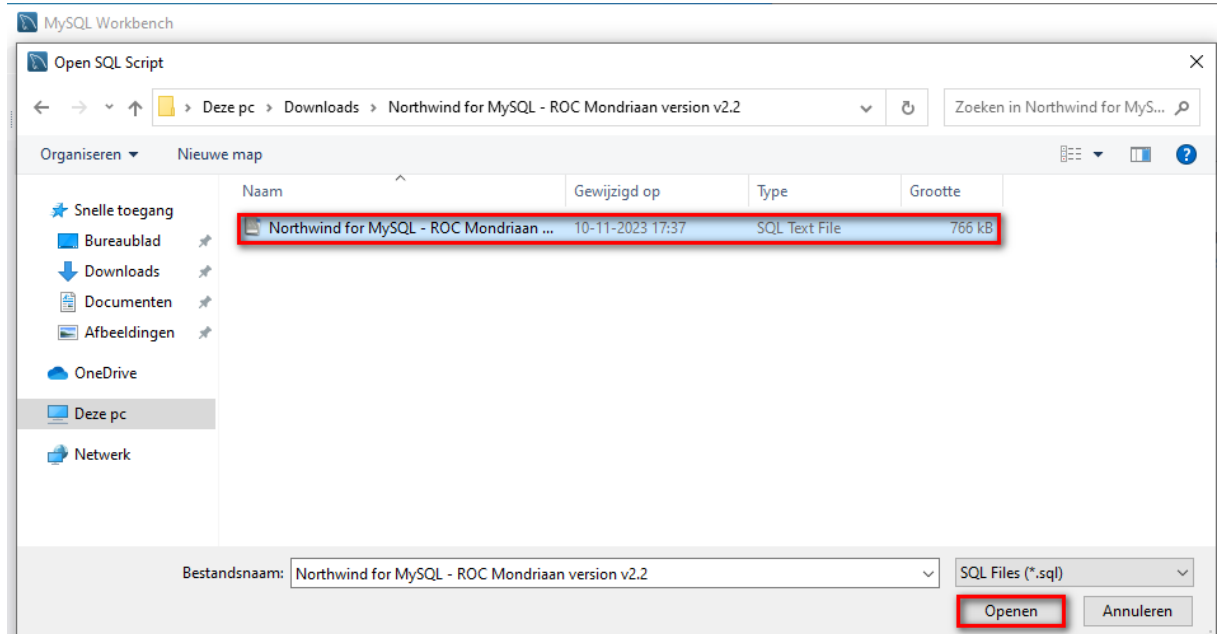 MySQL Workbench
Open SQL Script
Deze pc > Downloads > Northwind for MySQL - ROC Mondriaan version v2.2
Zoeken in Northwind for MyS...
Organiseren Nieuwe map
Naam Gewijzigd op Type Grootte
Northwind for MySQL - ROC Mondriaan ... 10-11-2023 17:37 SQL Text File 766 kB
Snelle toegang
Bureaublad
Downloads
Documenten
Afbeeldingen
OneDrive
Deze pc
Netwerk
Bestandsnaam: Northwind for MySQL - ROC Mondriaan version v2.2 SQL Files (*.sql)
Openen Annuleren